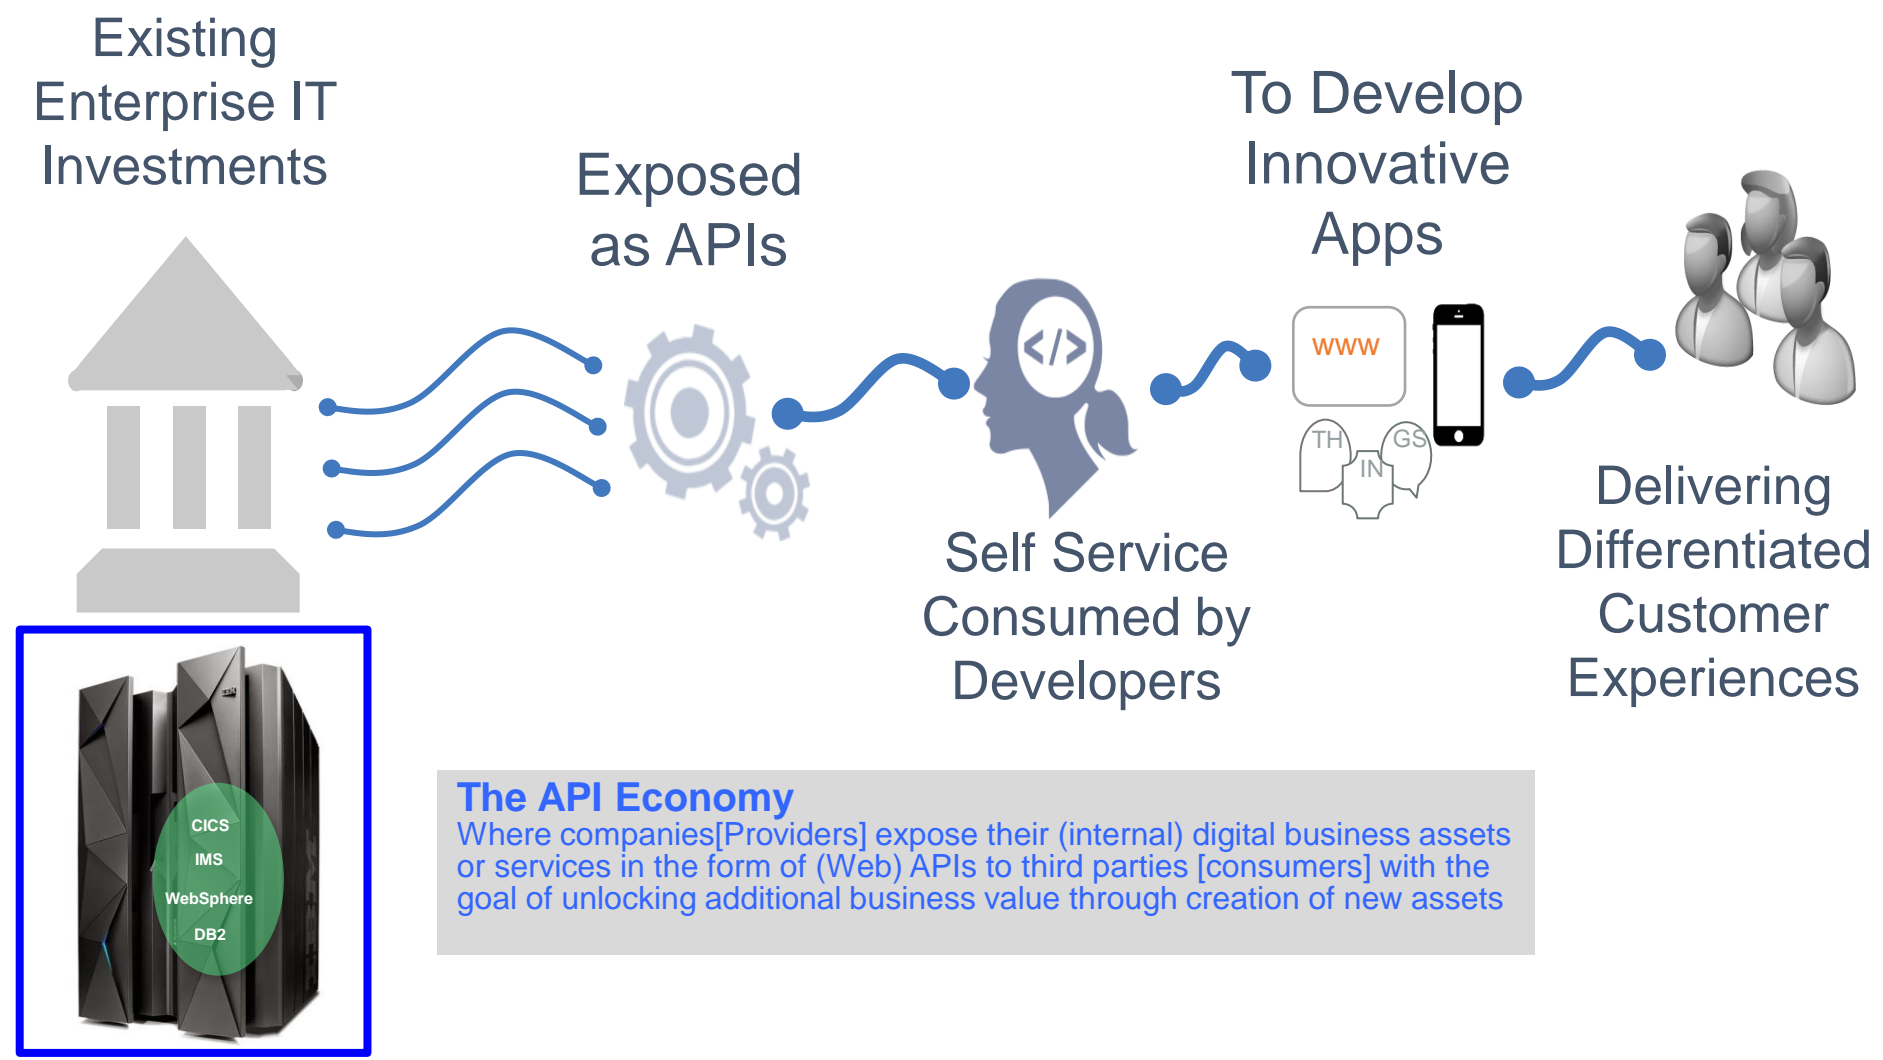 Existing
Enterprise IT
Investments
Exposed
as APIs
To Develop
Innovative
Apps
</>
www
TH
IN
GS
Self Service
Consumed by
Developers
Delivering
Differentiated
Customer
Experiences
IBM
CICS
IMS
WebSphere
DB2
The API Economy
Where companies[Providers] expose their (internal) digital business assets
or services in the form of (Web) APIs to third parties [consumers] with the
goal of unlocking additional business value through creation of new assets